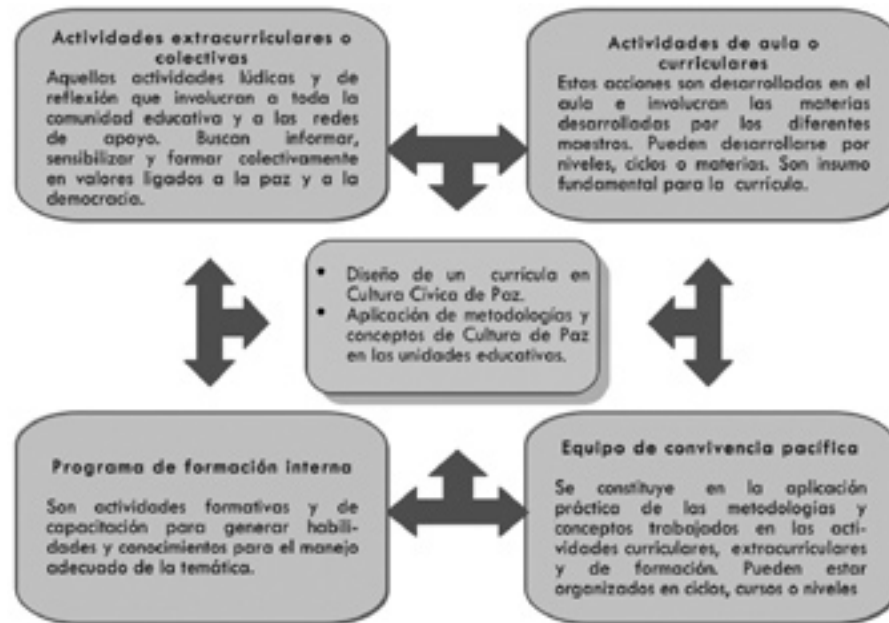 Actividades extracurriculares o
colectivas
Aquellas actividades lúdicas y de
reflexión que involucran a toda la
comunidad educativa y a las redes
de apoyo. Buscan informar,
sensibilizar y formar colectivamente
en valores ligados a la paz y a la
democracia.
Actividades de aula o
curriculares
Estas acciones son desarrolladas en el
aula e involucran las materias
desarrolladas por los diferentes
maestros. Pueden desarrollarse por
niveles, ciclos o materias. Son insumo
fundamental para la currícula.
• Diseño de un currícula en
Cultura Cívica de Paz.
• Aplicación de metodologías y
conceptos de Cultura de Paz
en las unidades educativas.
Programa de formación interna
Son actividades formativas y de
capacitación para generar habili-
dades y conocimientos para el manejo
adecuado de la temática.
Equipo de convivencia pacífica
Se constituye en la aplicación
práctica de las metodologías y
conceptos trabajados en las acti-
vidades curriculares, extracurriculares
y de formación. Pueden estar
organizados en ciclos, cursos o niveles